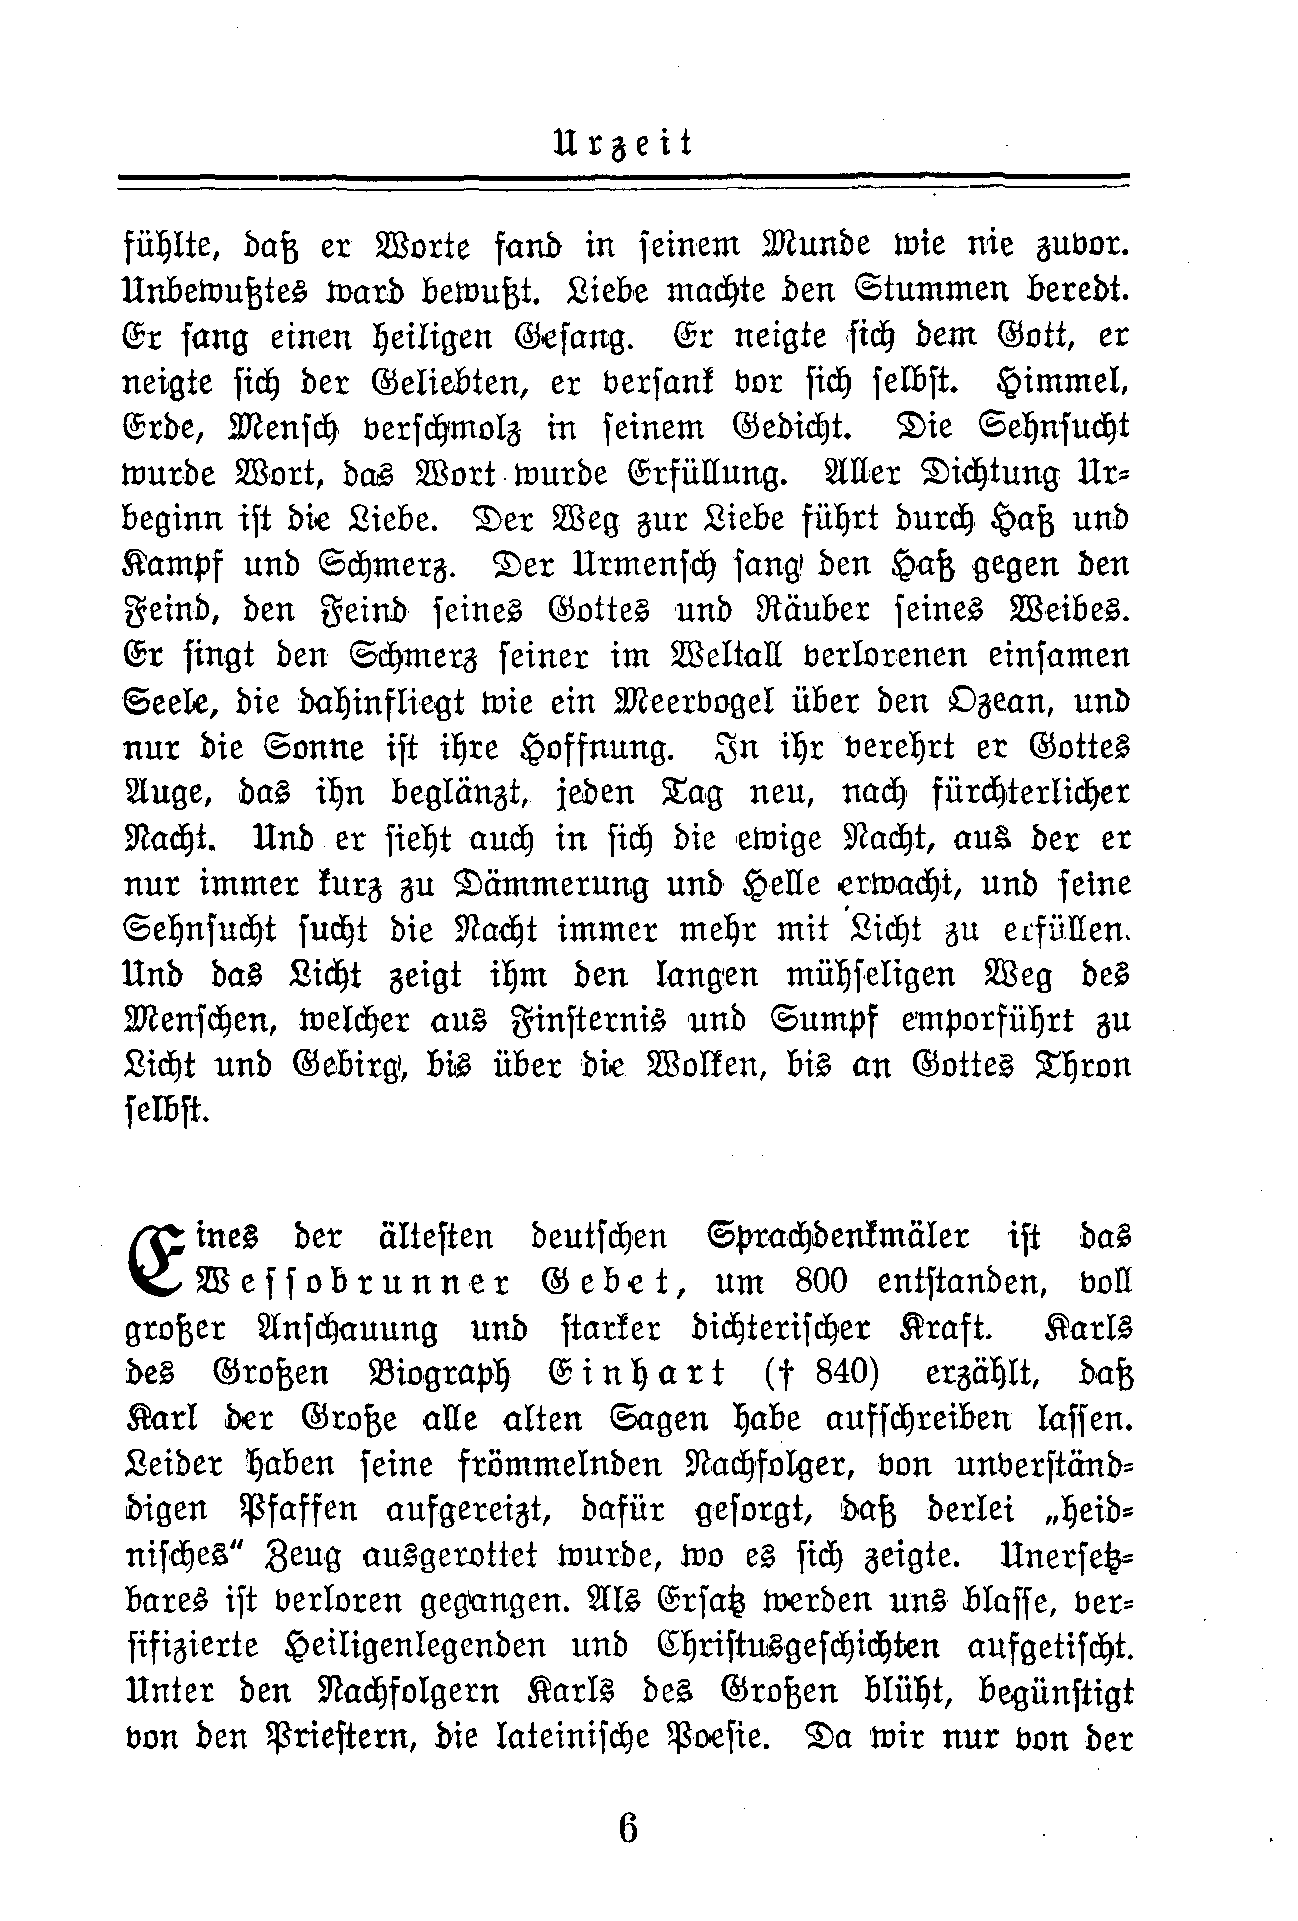 Urzeit
fühlte, daß er Worte fand in seinem Munde wie nie zuvor.
Unbewußtes ward bewußt. Liebe machte den Stummen beredt.
Er sang einen heiligen Gesang. Er neigte sich dem Gott, er
neigte sich der Geliebten, er versank vor sich selbst. Himmel,
Erde, Mensch verschmolz in seinem Gedicht. Die Sehnsucht
wurde Wort, das Wort wurde Erfüllung. Aller Dichtung Ur-
beginn ist die Liebe. Der Weg zur Liebe führt durch Haß und
Kampf und Schmerz. Der Urmensch sang den Haß gegen den
Feind, den Feind seines Gottes und Räuber seines Weibes.
Er singt den Schmerz seiner im Weltall verlorenen einsamen
Seele, die dahinfliegt wie ein Meervogel über den Ozean, und
nur die Sonne ist ihre Hoffnung. In ihr verehrt er Gottes
Auge, das ihn beglänzt, jeden Tag neu, nach fürchterlicher
Nacht. Und er sieht auch in sich die ewige Nacht, aus der er
nur immer kurz zu Dämmerung und Helle erwacht, und seine
Sehnsucht sucht die Nacht immer mehr mit Licht zu erfüllen.
Und das Licht zeigt ihm den langen mühseligen Weg des
Menschen, welcher aus Finsternis und Sumpf emporführt zu
Licht und Gebirg, bis über die Wolken, bis an Gottes Thron
selbst.
Eines der ältesten deutschen Sprachdenkmäler ist das
Wessobrunner Gebet, um 800 entstanden, voll
großer Anschauung und starker dichterischer Kraft. Karls
des Großen Biograph Einhart († 840) erzählt, daß
Karl der Große alle alten Sagen habe aufschreiben lassen.
Leider haben seine frömmelnden Nachfolger, von unverständ-
digen Pfaffen aufgereizt, dafür gesorgt, daß derlei „heid-
nisches“ Zeug ausgerottet wurde, wo es sich zeigte. Unersetz-
bares ist verloren gegangen. Als Ersatz werden uns blasse, ver-
sifizierte Heiligenlegenden und Christusgeschichten aufgetischt.
Unter den Nachfolgern Karls des Großen blüht, begünstigt
von den Priestern, die lateinische Poesie. Da wir nur von der
6